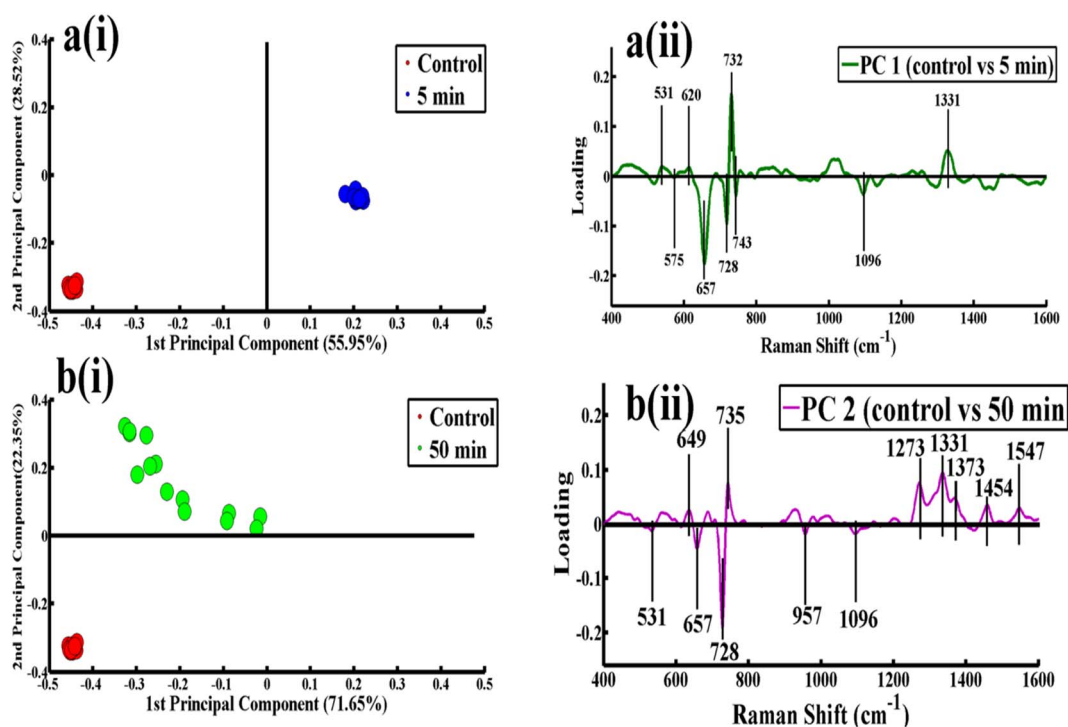 a(i)
Control
5 min
2nd Principal Component (28.52%)
0.4
0.2
0
-0.2
-0.4
-0.5 -0.4 -0.3 -0.2 -0.1 0 0.1 0.2 0.3 0.4 0.5
1st Principal Component (55.95%)
a(ii)
PC 1 (control vs 5 min)
Loading
0.2
0.1
0
-0.1
-0.2
531
620
732
1331
575
657
728
743
1096
400 600 800 1000 1200 1400 1600
Raman Shift (cm-1)
b(i)
Control
50 min
2nd Principal Component(22.35%)
0.4
0.2
0
-0.2
-0.4
-0.5 -0.4 -0.3 -0.2 -0.1 0 0.1 0.2 0.3 0.4 0.5
1st Principal Component (71.65%)
b(ii)
PC 2 (control vs 50 min
Loading
0.2
0.1
0
-0.1
-0.2
649
735
1273
1331
1373
1454
1547
531
657
728
957
1096
400 600 800 1000 1200 1400 1600
Raman Shift (cm-1)